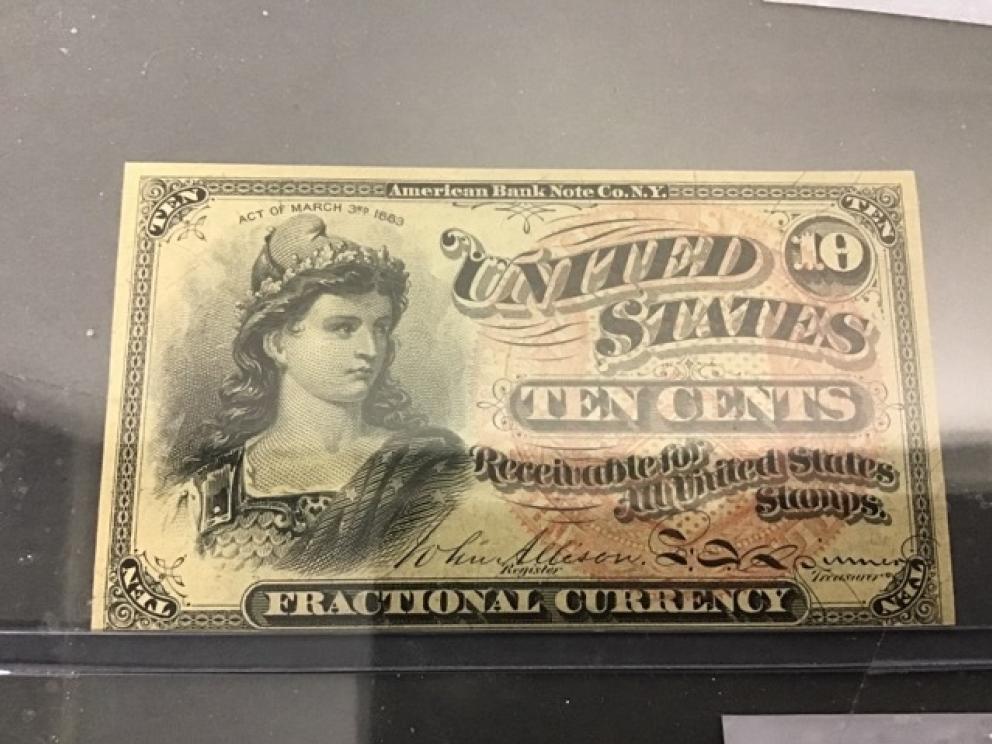 American Bank Note Co. N.Y.
TEN
TEN
ACT OF MARCH 3RD 1863
10
UNITED
STATES
TEN CENTS
Receivable for
All United States
Stamps.
John Allison.
Register
Treasurer
TEN
TEN
FRACTIONAL CURRENCY